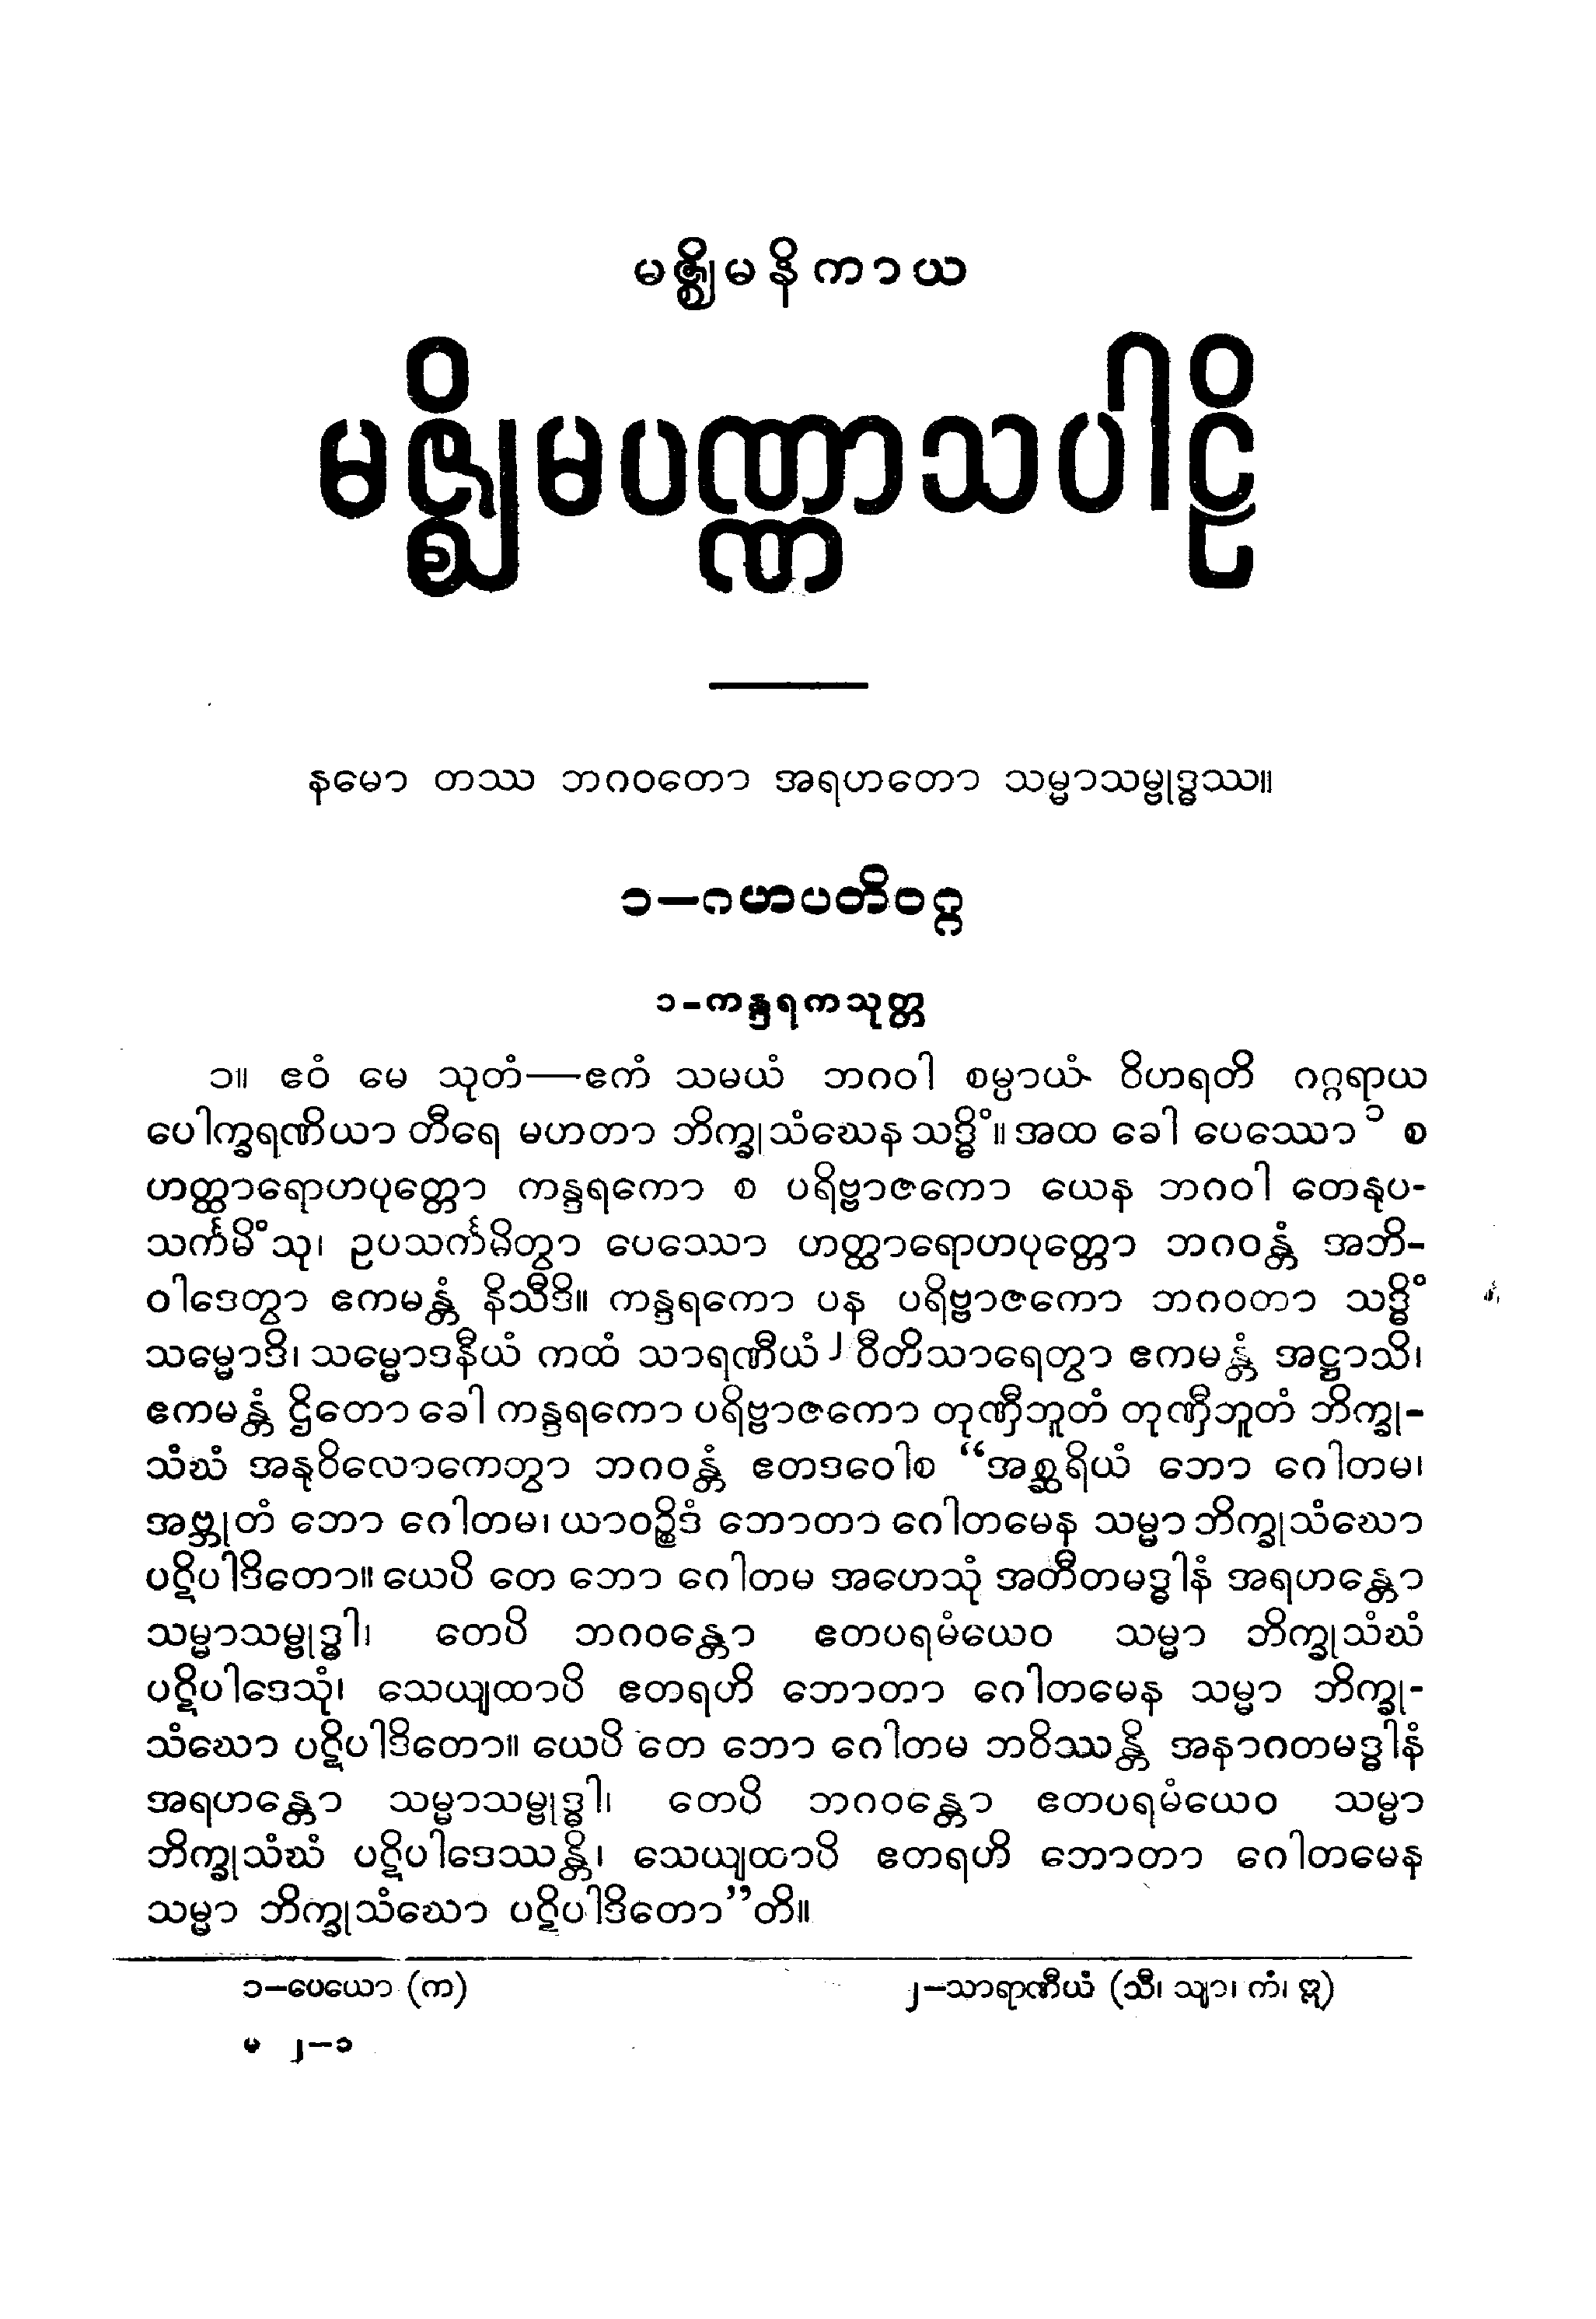 မဇ္ဈိမနိကာယ
မဇ္ဈိမပဏ္ဏာသပါဠိ
နမော တဿ ဘဂဝတော အရဟတော သမ္မာသမ္ဗုဒ္ဓဿ။
၁–ဂဟပတိဝဂ္ဂ
၁-ကန္ဒရကသုတ္တ
၁။ ဧဝံ မေ သုတံ—ဧကံ သမယံ ဘဂဝါ စမ္ပာယံ ဝိဟရတိ ဂဂ္ဂရာယ
ပေါက္ခရဏိယာ တီရေ မဟတာ ဘိက္ခုသံဃေန သဒ္ဓိံ။ အထ ခေါ ပေဿော ၁ စ
ဟတ္ထာရောဟပုတ္တော ကန္ဒရကော စ ပရိဗ္ဗာဇကော ယေန ဘဂဝါ တေနုပ-
သင်္ကမိံသု၊ ဥပသင်္ကမိတွာ ပေဿော ဟတ္ထာရောဟပုတ္တော ဘဂဝန္တံ အဘိ-
ဝါဒေတွာ ဧကမန္တံ နိသီဒိ။ ကန္ဒရကော ပန ပရိဗ္ဗာဇကော ဘဂဝတာ သဒ္ဓိံ
သမ္မောဒိ၊ သမ္မောဒနီယံ ကထံ သာရဏီယံ ၂ ဝီတိသာရေတွာ ဧကမန္တံ အဋ္ဌာသိ၊
ဧကမန္တံ ဌိတော ခေါ ကန္ဒရကော ပရိဗ္ဗာဇကော တုဏှီဘူတံ တုဏှီဘူတံ ဘိက္ခု-
သံဃံ အနုဝိလောကေတွာ ဘဂဝန္တံ ဧတဒဝေါစ “အစ္ဆရိယံ ဘော ဂေါတမ၊
အဗ္ဘုတံ ဘော ဂေါတမ၊ ယာဝဉ္စိဒံ ဘောတာ ဂေါတမေန သမ္မာ ဘိက္ခုသံဃော
ပဋိပါဒိတော။ ယေပိ တေ ဘော ဂေါတမ အဟေသုံ အတီတမဒ္ဓါနံ အရဟန္တော
သမ္မာသမ္ဗုဒ္ဓါ၊ တေပိ ဘဂဝန္တော ဧတပရမံယေဝ သမ္မာ ဘိက္ခုသံဃံ
ပဋိပါဒေသုံ၊ သေယျထာပိ ဧတရဟိ ဘောတာ ဂေါတမေန သမ္မာ ဘိက္ခု-
သံဃော ပဋိပါဒိတော။ ယေပိ တေ ဘော ဂေါတမ ဘဝိဿန္တိ အနာဂတမဒ္ဓါနံ
အရဟန္တော သမ္မာသမ္ဗုဒ္ဓါ၊ တေပိ ဘဂဝန္တော ဧတပရမံယေဝ သမ္မာ
ဘိက္ခုသံဃံ ပဋိပါဒေဿန္တိ၊ သေယျထာပိ ဧတရဟိ ဘောတာ ဂေါတမေန
သမ္မာ ဘိက္ခုသံဃော ပဋိပါဒိတော”တိ။
၁–ပေယော (က) ၂–သာရာဏီယံ (သီ၊ သျာ၊ ကံ၊ ဣ)
မ ၂–၁